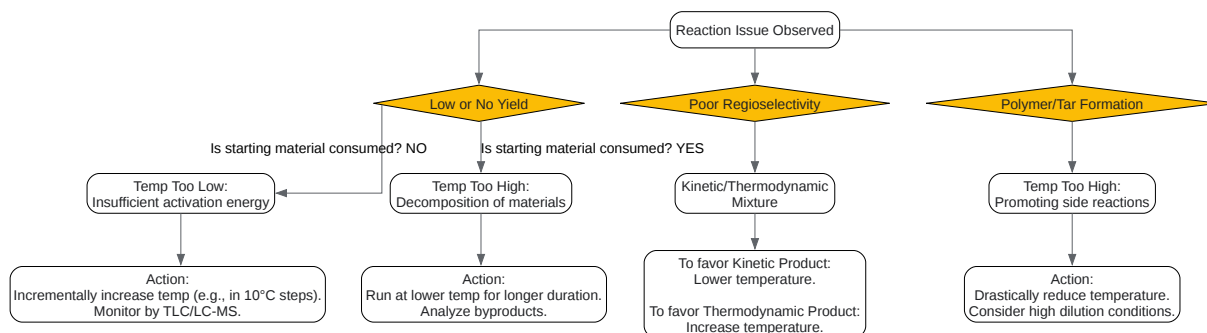 Reaction Issue Observed
Low or No Yield
Poor Regioselectivity
Polymer/Tar Formation
Is starting material consumed? NO
Is starting material consumed? YES
Temp Too Low:
Insufficient activation energy
Temp Too High:
Decomposition of materials
Kinetic/Thermodynamic
Mixture
Temp Too High:
Promoting side reactions
Action:
Incrementally increase temp (e.g., in 10°C steps).
Monitor by TLC/LC-MS.
Action:
Run at lower temp for longer duration.
Analyze byproducts.
To favor Kinetic Product:
Lower temperature.
To favor Thermodynamic Product:
Increase temperature.
Action:
Drastically reduce temperature.
Consider high dilution conditions.